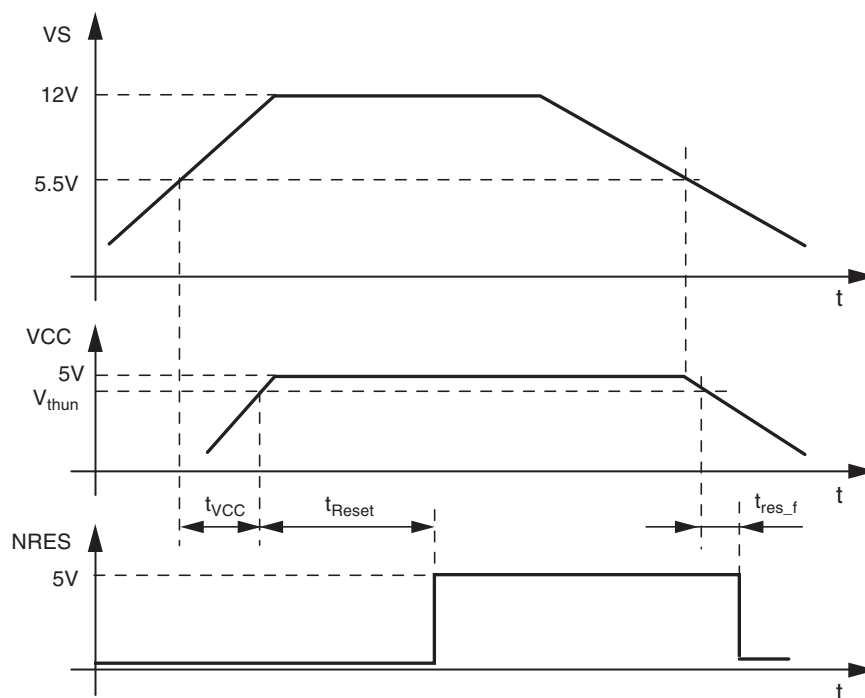 VS
12V
5.5V
t
VCC
5V
Vthun
t
tVCC
tReset
tres_f
NRES
5V
t